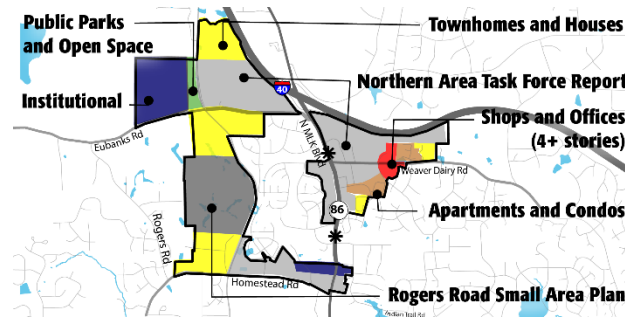 Public Parks
and Open Space
Townhomes and Houses
40
Northern Area Task Force Report
Institutional
Shops and Offices
(4+ stories)
Eubanks Rd
N MLK Blvd
Weaver Dairy Rd
86
Apartments and Condos
Rogers Rd
Homestead Rd
Rogers Road Small Area Plan